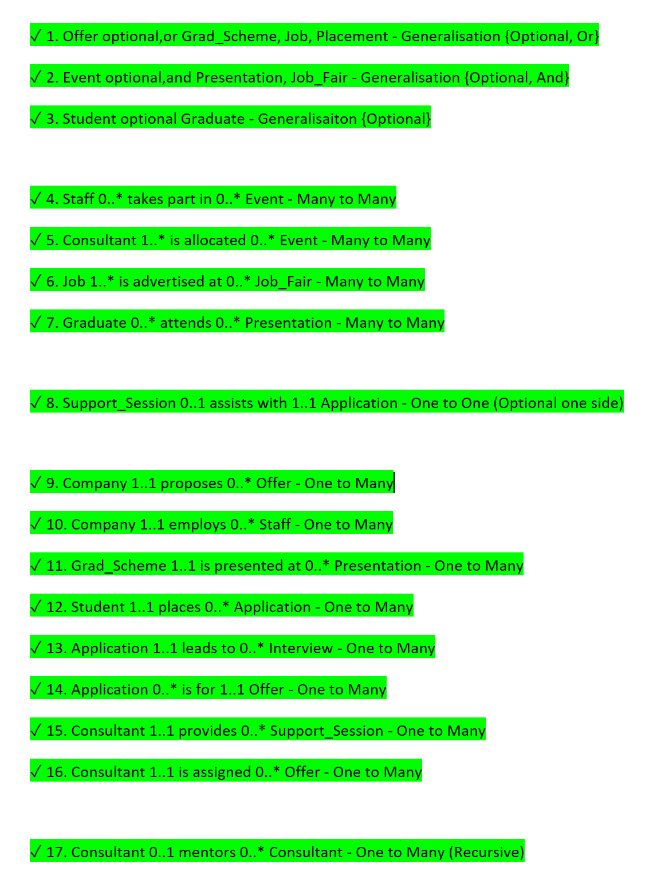 ✓ 1. Offer optional,or Grad_Scheme, Job, Placement - Generalisation {Optional, Or}
✓ 2. Event optional,and Presentation, Job_Fair - Generalisation {Optional, And}
✓ 3. Student optional Graduate - Generalisaiton {Optional}
✓ 4. Staff 0..* takes part in 0..* Event - Many to Many
✓ 5. Consultant 1..* is allocated 0..* Event - Many to Many
✓ 6. Job 1..* is advertised at 0..* Job_Fair - Many to Many
✓ 7. Graduate 0..* attends 0..* Presentation - Many to Many
✓ 8. Support_Session 0..1 assists with 1..1 Application - One to One (Optional one side)
✓ 9. Company 1..1 proposes 0..* Offer - One to Many
✓ 10. Company 1..1 employs 0..* Staff - One to Many
✓ 11. Grad_Scheme 1..1 is presented at 0..* Presentation - One to Many
✓ 12. Student 1..1 places 0..* Application - One to Many
✓ 13. Application 1..1 leads to 0..* Interview - One to Many
✓ 14. Application 0..* is for 1..1 Offer - One to Many
✓ 15. Consultant 1..1 provides 0..* Support_Session - One to Many
✓ 16. Consultant 1..1 is assigned 0..* Offer - One to Many
✓ 17. Consultant 0..1 mentors 0..* Consultant - One to Many (Recursive)